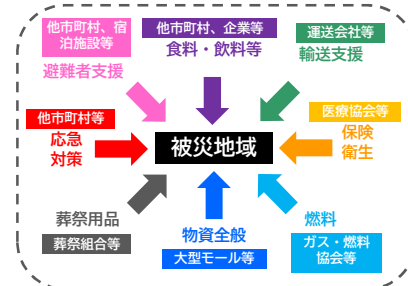 他市町村、宿
泊施設等
避難者支援
他市町村、企業等
食料・飲料等
運送会社等
輸送支援
他市町村等
応急
対策
被災地域
医療協会等
保険
衛生
葬祭用品
葬祭組合等
物資全般
大型モール等
燃料
ガス・燃料
協会等